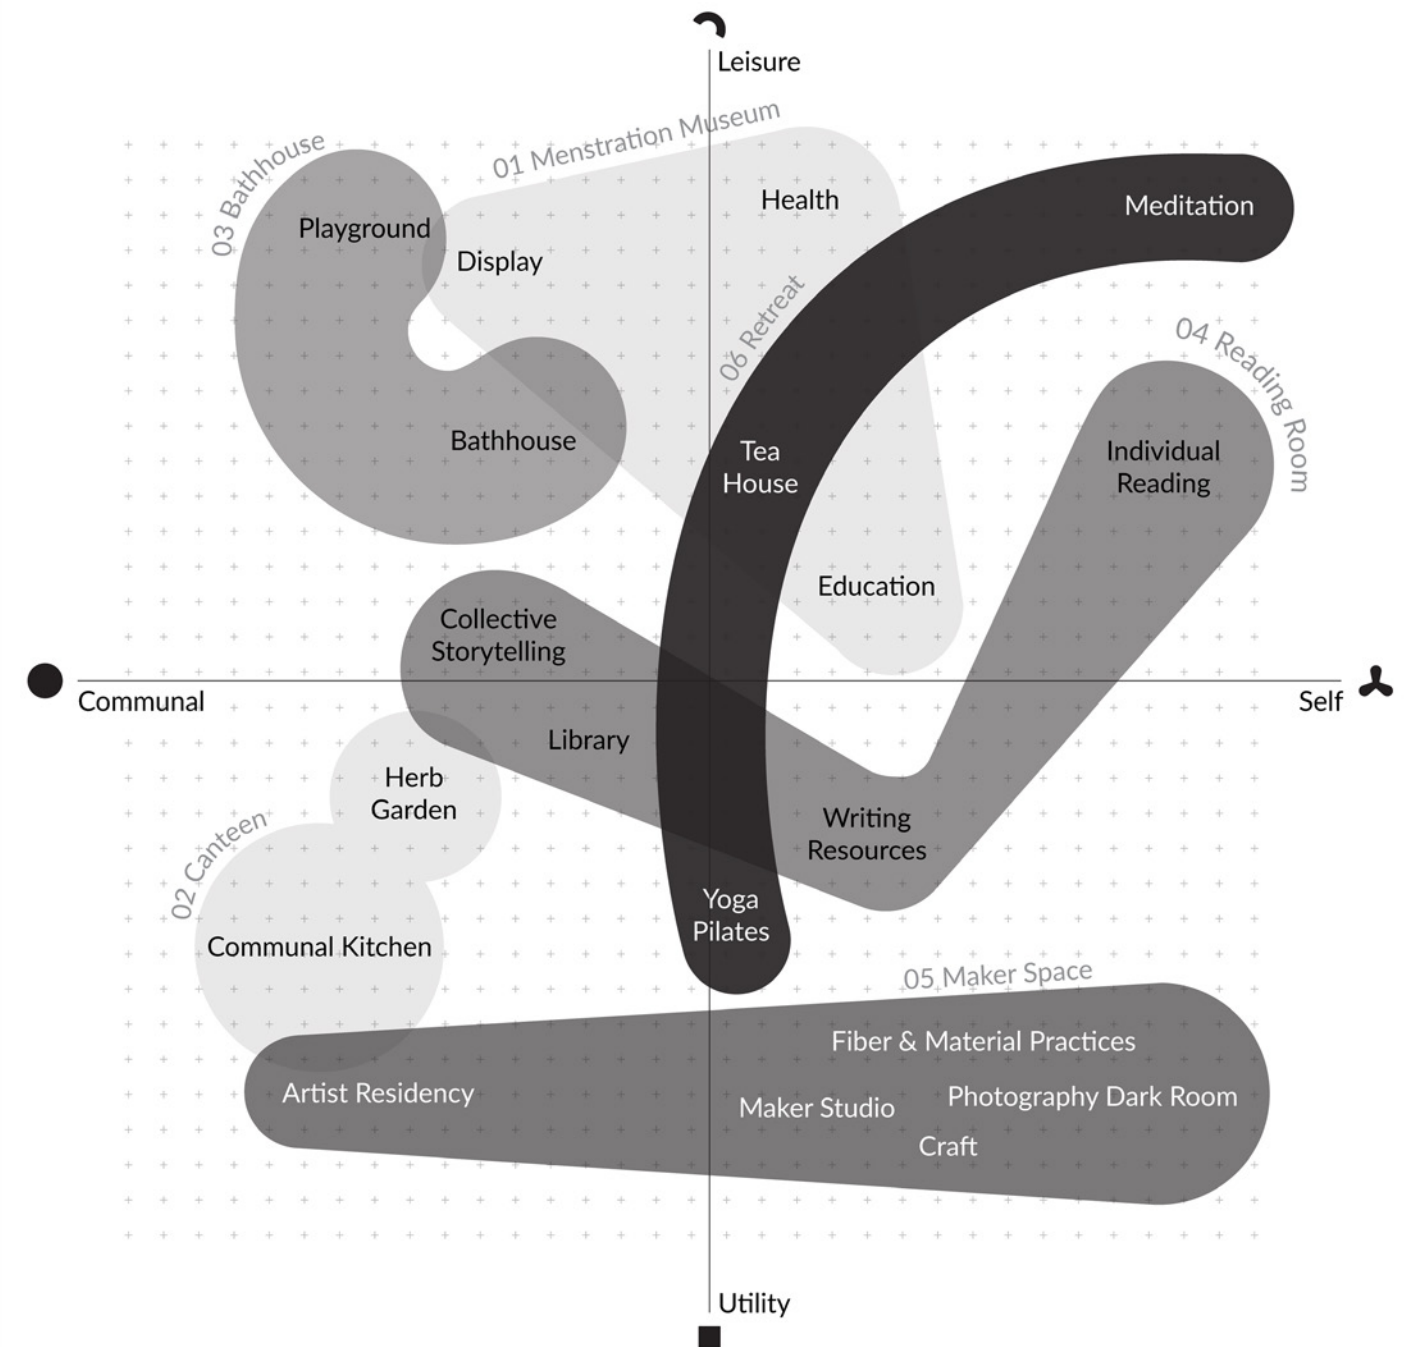 Leisure
01 Menstration Museum
03 Bathhouse
Health
Meditation
Playground
Display
06 Retreat
04 Reading Room
Bathhouse
Tea
House
Individual
Reading
Education
Collective
Storytelling
Communal
Self
Library
Herb
Garden
Writing
Resources
02 Canteen
Yoga
Pilates
Communal Kitchen
05 Maker Space
Fiber & Material Practices
Artist Residency
Photography Dark Room
Maker Studio
Craft
Utility